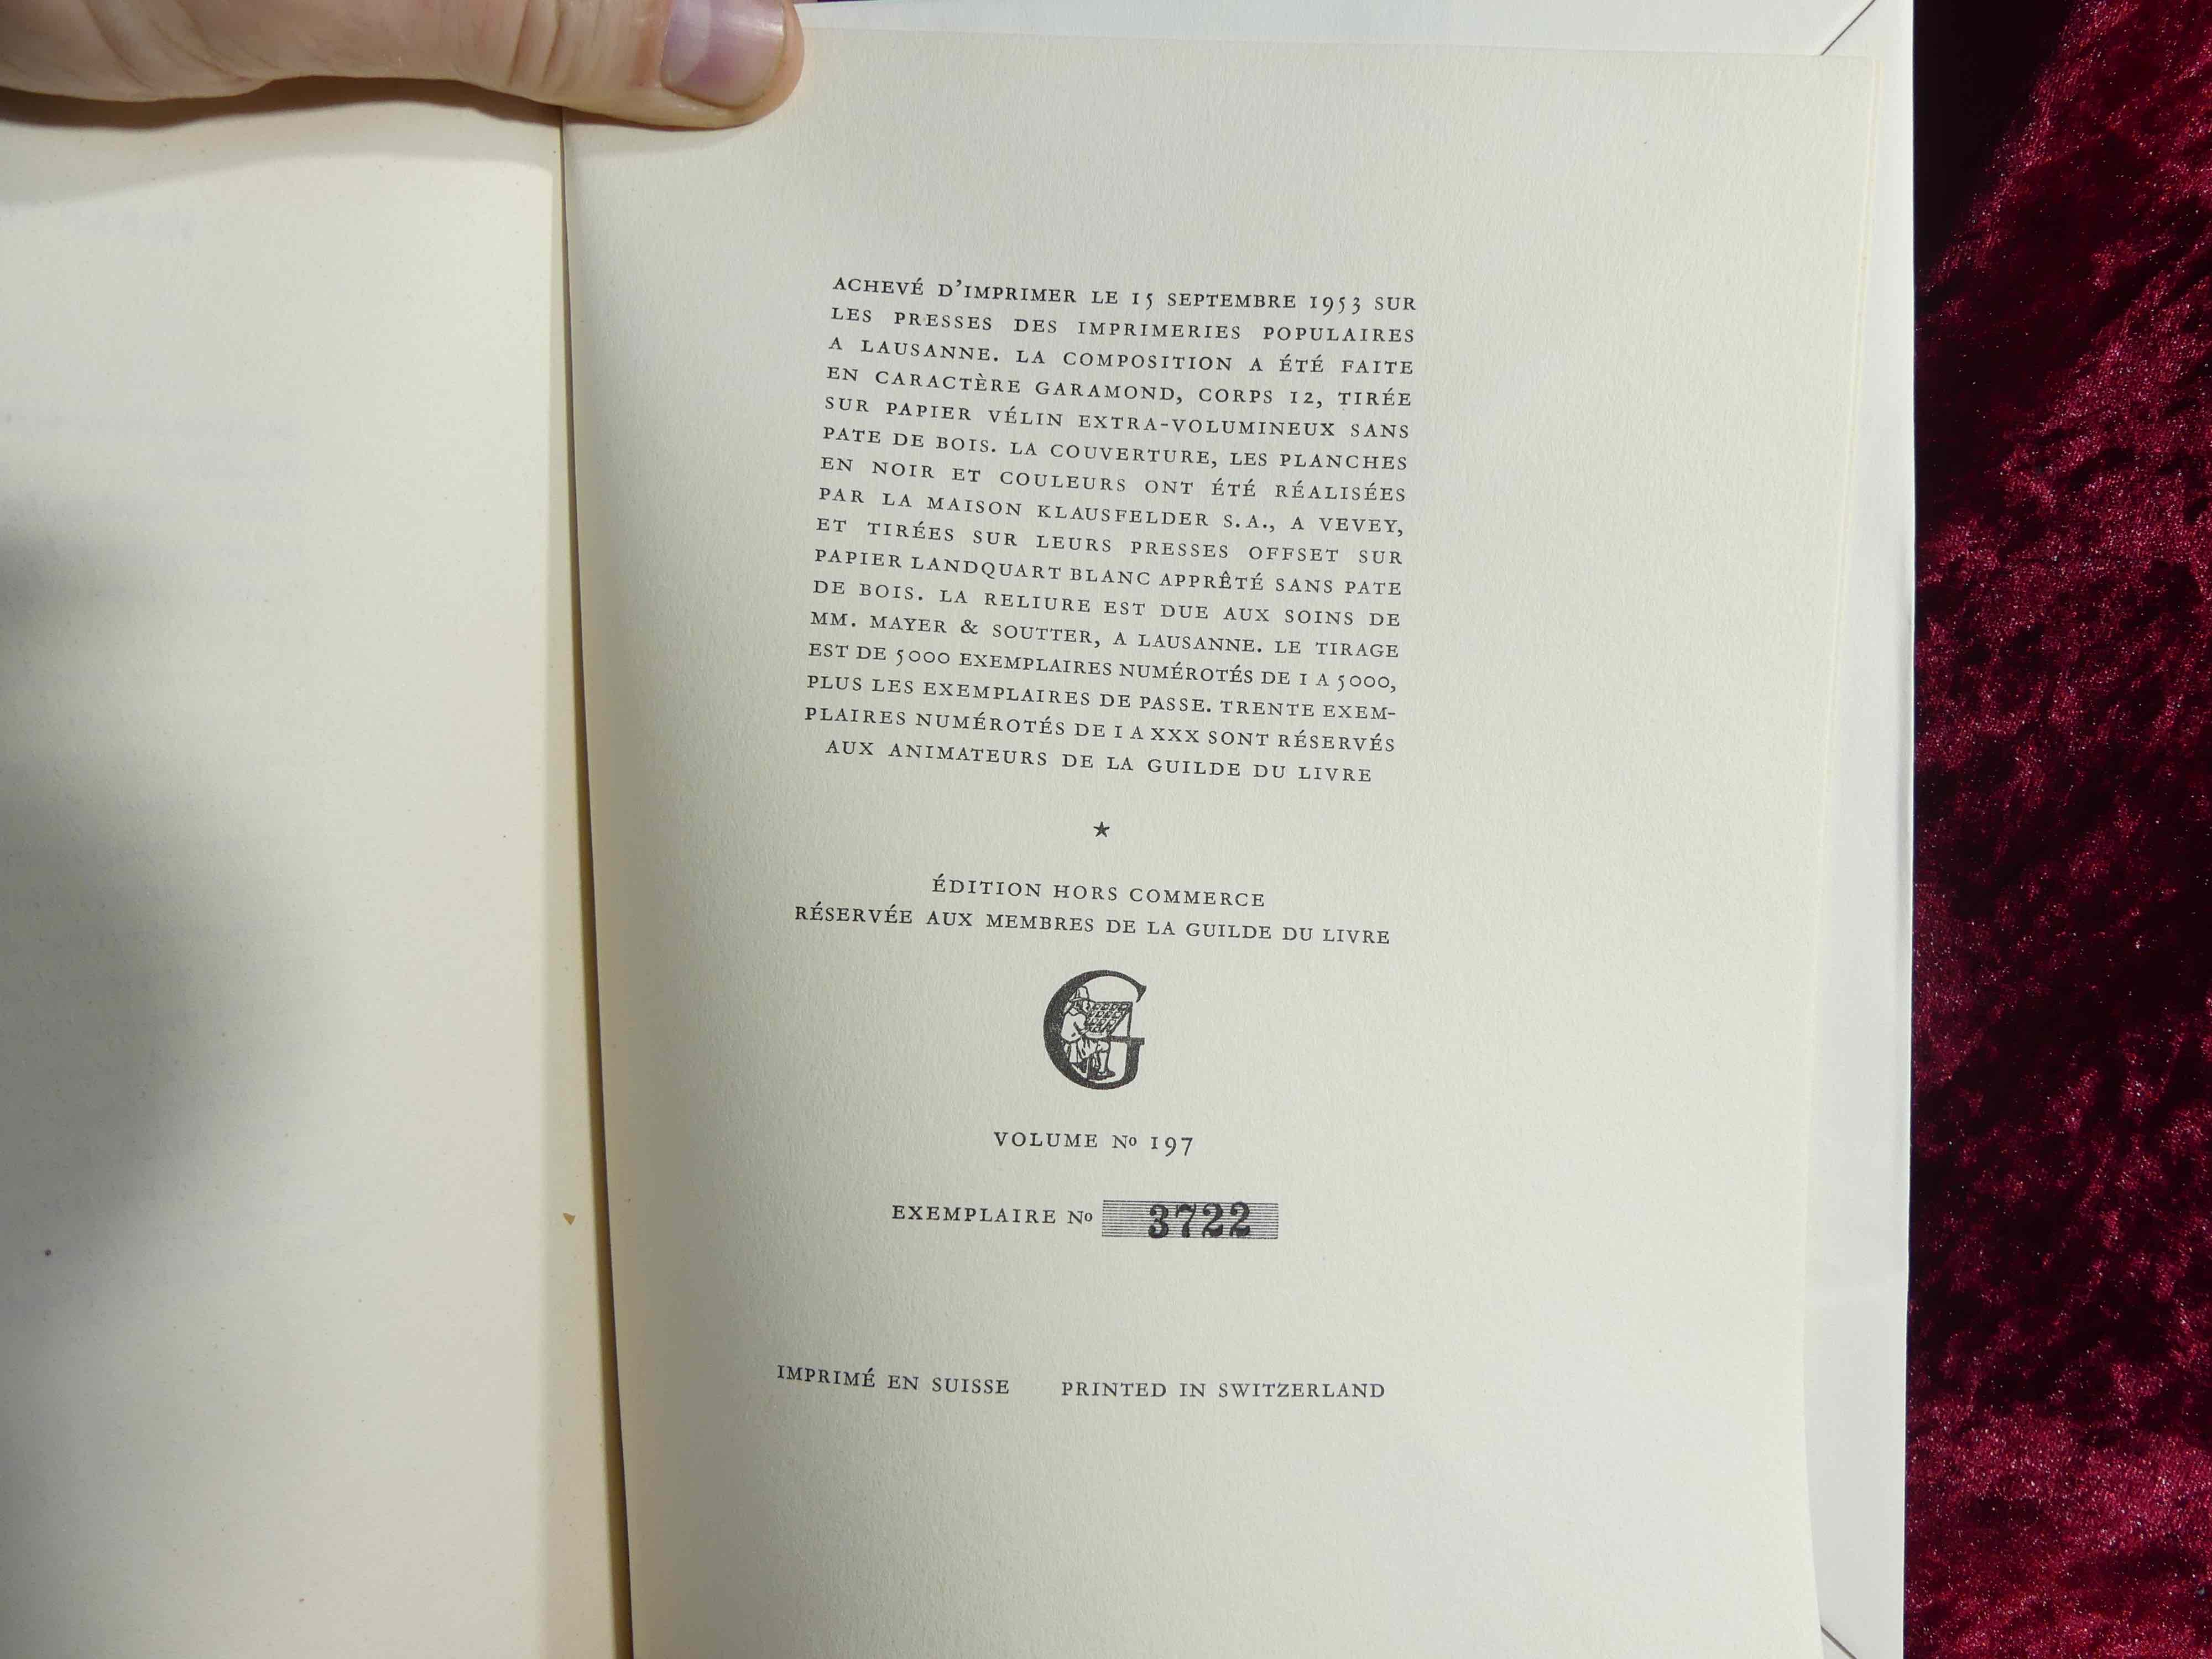 ACHEVÉ D'IMPRIMER LE 15 SEPTEMBRE 1953 SUR
LES PRESSES DES IMPRIMERIES POPULAIRES
A LAUSANNE. LA COMPOSITION A ÉTÉ FAITE
EN CARACTÈRE GARAMOND, CORPS 12, TIRÉE
SUR PAPIER VÉLIN EXTRA-VOLUMINEUX SANS
PATE DE BOIS. LA COUVERTURE, LES PLANCHES
EN NOIR ET COULEURS ONT ÉTÉ RÉALISÉES
PAR LA MAISON KLAUSFELDER S.A., A VEVEY,
ET TIRÉES SUR LEURS PRESSES OFFSET SUR
PAPIER LANDQUART BLANC APPRÊTÉ SANS PATE
DE BOIS. LA RELIURE EST DUE AUX SOINS DE
MM. MAYER & SOUTTER, A LAUSANNE. LE TIRAGE
EST DE 5000 EXEMPLAIRES NUMÉROTÉS DE 1 A 5000,
PLUS LES EXEMPLAIRES DE PASSE. TRENTE EXEM-
PLAIRES NUMÉROTÉS DE I A XXX SONT RÉSERVÉS
AUX ANIMATEURS DE LA GUILDE DU LIVRE
★
ÉDITION HORS COMMERCE
RÉSERVÉE AUX MEMBRES DE LA GUILDE DU LIVRE
G
VOLUME Nº 197
EXEMPLAIRE Nº 3722
IMPRIMÉ EN SUISSE PRINTED IN SWITZERLAND